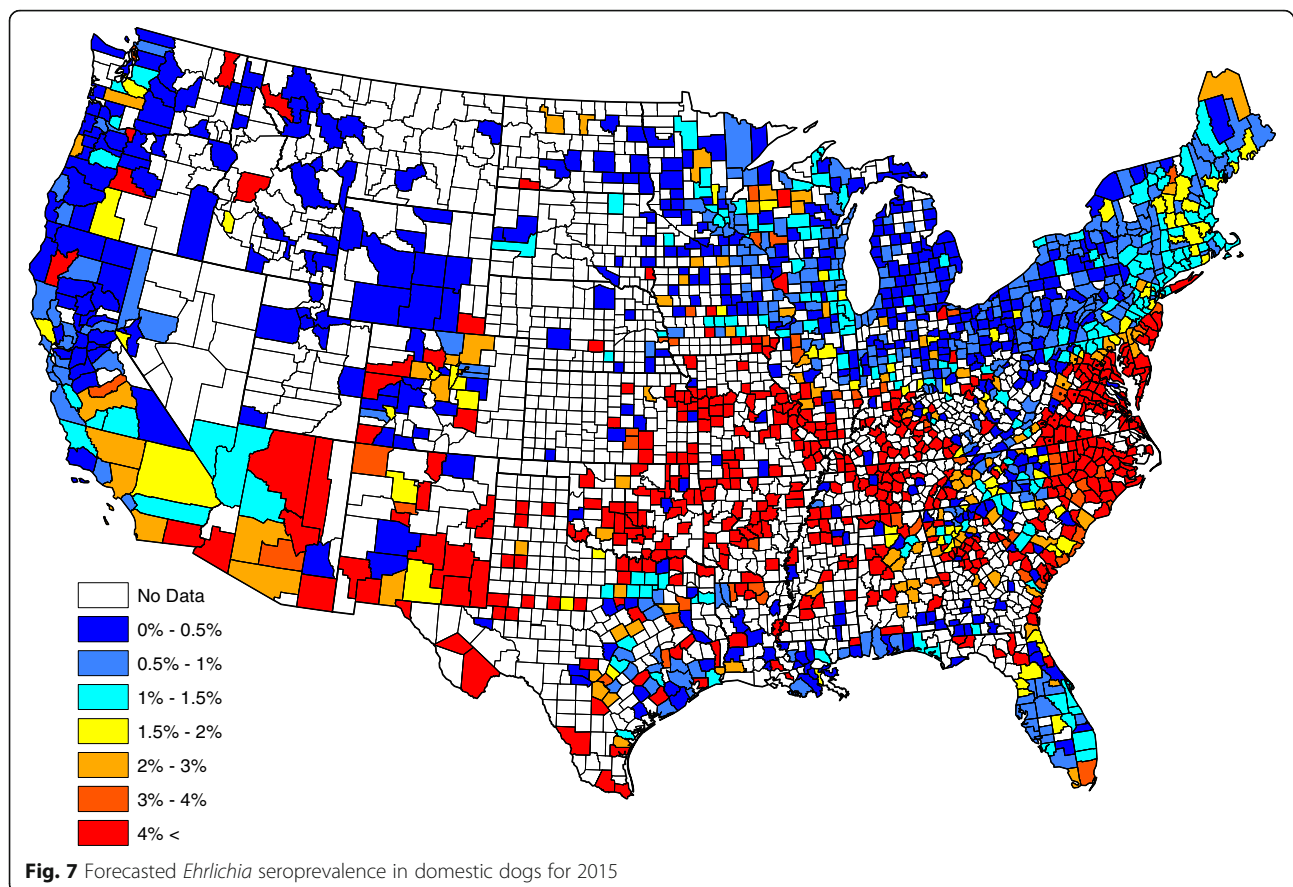 No Data
0% - 0.5%
0.5% - 1%
1% - 1.5%
1.5% - 2%
2% - 3%
3% - 4%
4% <
Fig. 7 Forecasted Ehrlichia seroprevalence in domestic dogs for 2015